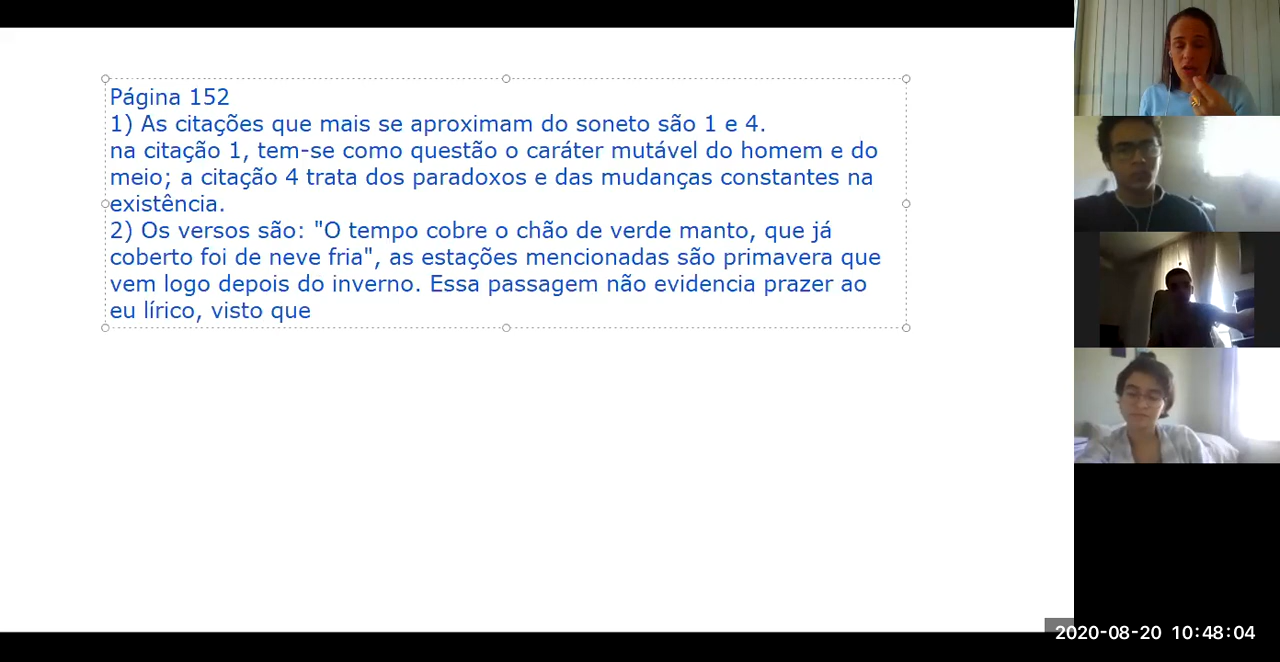 Página 152
1) As citações que mais se aproximam do soneto são 1 e 4.
na citação 1, tem-se como questão o caráter mutável do homem e do
meio; a citação 4 trata dos paradoxos e das mudanças constantes na
existência.
2) Os versos são: "O tempo cobre o chão de verde manto, que já
coberto foi de neve fria", as estações mencionadas são primavera que
vem logo depois do inverno. Essa passagem não evidencia prazer ao
eu lírico, visto que
2020-08-20 10:48:04